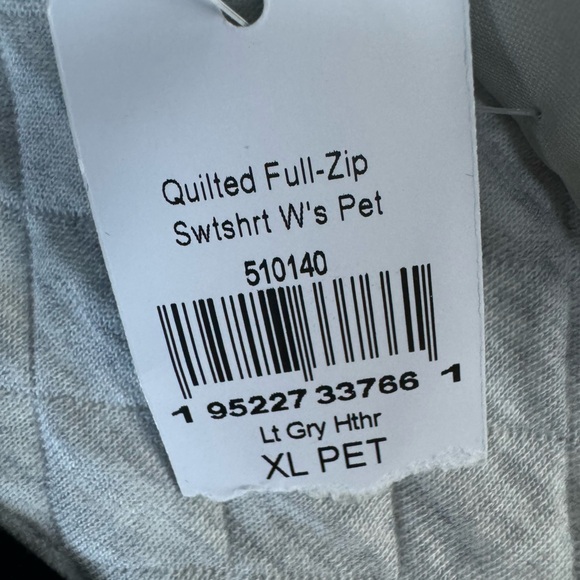 Quilted Full-Zip
Swtshrt W's Pet
510140
1 95227 33766 1
Lt Gry Hthr
XL PET